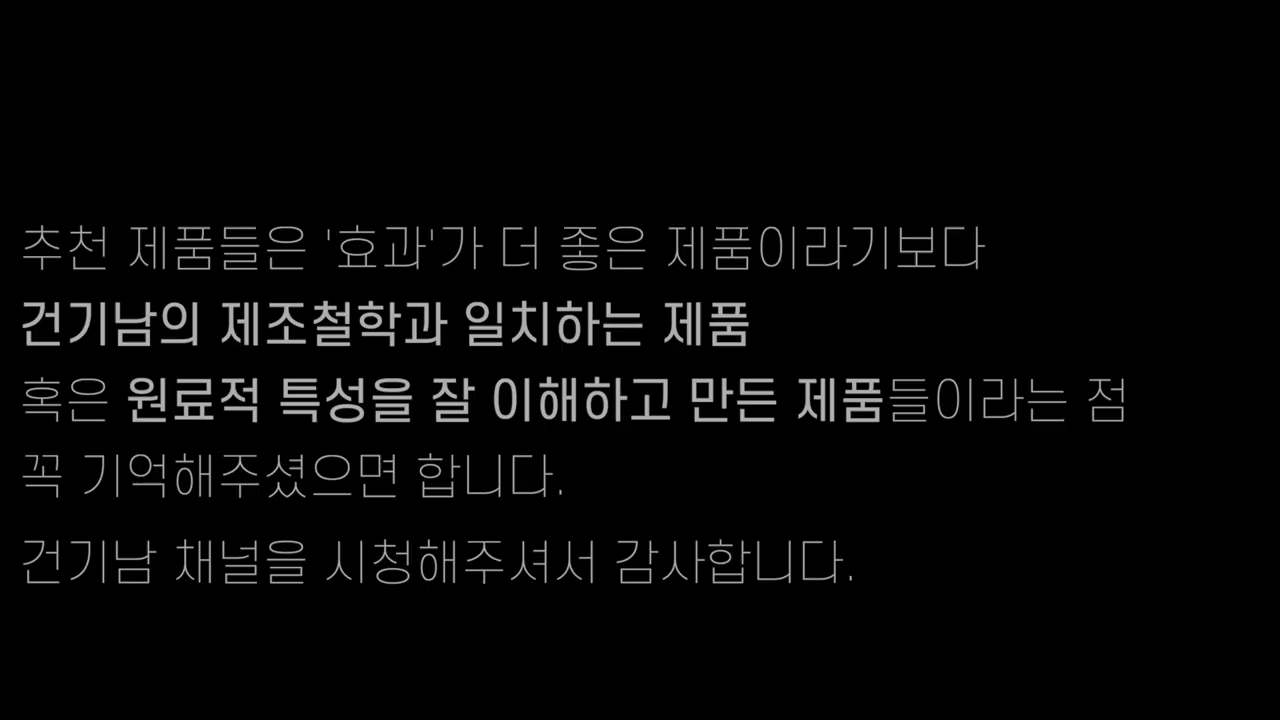 추천 제품들은 '효과'가 더 좋은 제품이라기보다
건기남의 제조철학과 일치하는 제품
혹은 원료적 특성을 잘 이해하고 만든 제품들이라는 점
꼭 기억해주셨으면 합니다.
건기남 채널을 시청해주셔서 감사합니다.